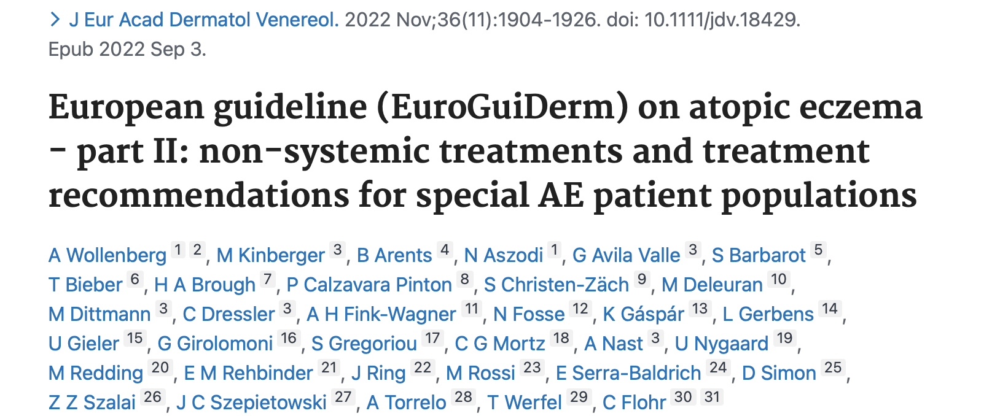 > J Eur Acad Dermatol Venereol. 2022 Nov;36(11):1904-1926. doi: 10.1111/jdv.18429.
Epub 2022 Sep 3.
European guideline (EuroGuiDerm) on atopic eczema
- part II: non-systemic treatments and treatment
recommendations for special AE patient populations
A Wollenberg 1 2, M Kinberger 3, B Arents 4, N Aszodi 1, G Avila Valle 3, S Barbarot 5,
T Bieber 6, H A Brough 7, P Calzavara Pinton 8, S Christen-Zäch 9, M Deleuran 10,
M Dittmann 3, C Dressler 3, A H Fink-Wagner 11, N Fosse 12, K Gáspár 13, L Gerbens 14,
U Gieler 15, G Girolomoni 16, S Gregoriou 17, C G Mortz 18, A Nast 3, U Nygaard 19,
M Redding 20, E M Rehbinder 21, J Ring 22, M Rossi 23, E Serra-Baldrich 24, D Simon 25,
Z Z Szalai 26, J C Szepietowski 27, A Torrelo 28, T Werfel 29, C Flohr 30 31